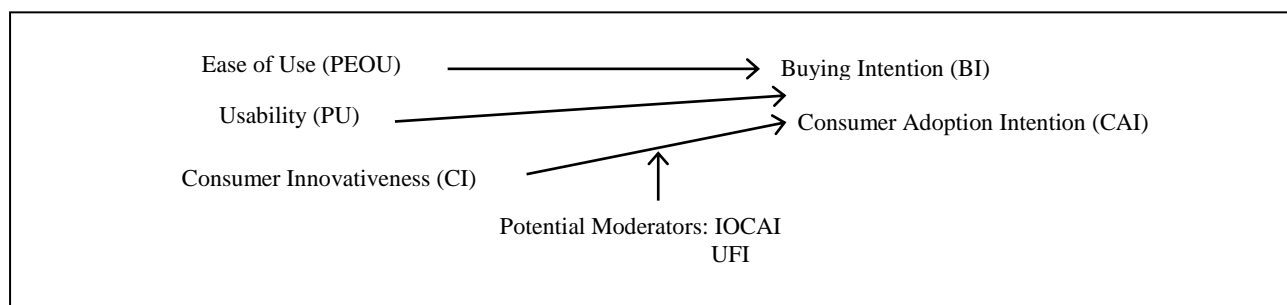 Ease of Use (PEOU)
Buying Intention (BI)
Usability (PU)
Consumer Adoption Intention (CAI)
Consumer Innovativeness (CI)
Potential Moderators: IOCAI
UFI